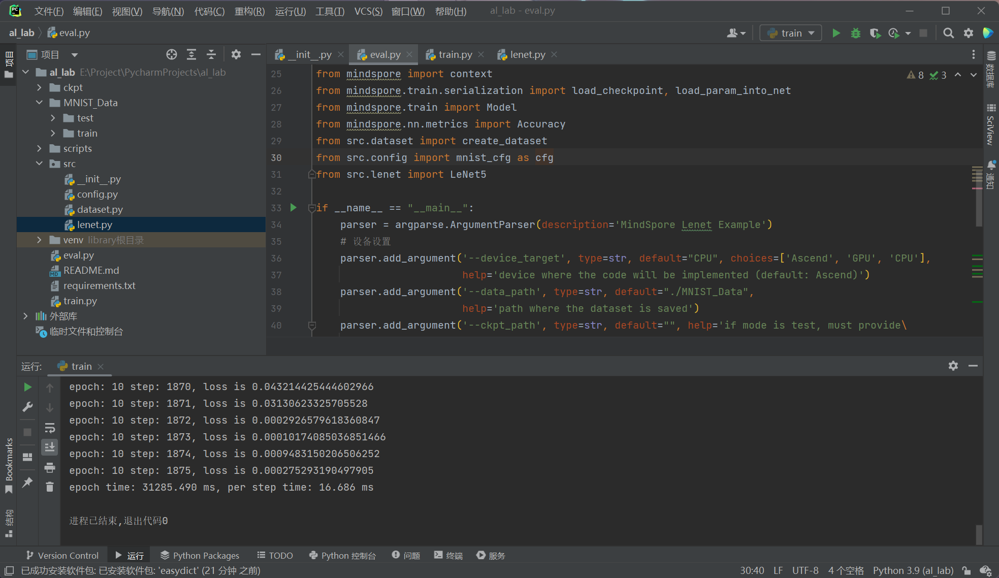 文件(F) 编辑(E) 视图(V) 导航(N) 代码(C) 重构(R) 运行(U) 工具(T) VCS(S) 窗口(W) 帮助(H) al_lab - eval.py
al_lab eval.py train
项目
__init__.py eval.py train.py lenet.py
al_lab E:\Project\PycharmProjects\al_lab
ckpt
MNIST_Data
test
train
scripts
src
__init__.py
config.py
dataset.py
lenet.py
venv library根目录
eval.py
README.md
requirements.txt
train.py
外部库
临时文件和控制台
8 3
25 from mindspore import context
26 from mindspore.train.serialization import load_checkpoint, load_param_into_net
27 from mindspore.train import Model
28 from mindspore.nn.metrics import Accuracy
29 from src.dataset import create_dataset
30 from src.config import mnist_cfg as cfg
31 from src.lenet import LeNet5
32
33 if __name__ == "__main__":
34 parser = argparse.ArgumentParser(description='MindSpore Lenet Example')
35 # 设备设置
36 parser.add_argument('--device_target', type=str, default="CPU", choices=['Ascend', 'GPU', 'CPU'],
37 help='device where the code will be implemented (default: Ascend)')
38 parser.add_argument('--data_path', type=str, default="./MNIST_Data",
39 help='path where the dataset is saved')
40 parser.add_argument('--ckpt_path', type=str, default="", help='if mode is test, must provide\
项目
Bookmarks
结构
数据库
SciView
通知
运行: train
epoch: 10 step: 1870, loss is 0.043214425444602966
epoch: 10 step: 1871, loss is 0.03130623325705528
epoch: 10 step: 1872, loss is 0.0002926579618360847
epoch: 10 step: 1873, loss is 0.00010174085036851466
epoch: 10 step: 1874, loss is 0.0009483150206506252
epoch: 10 step: 1875, loss is 0.000275293190497905
epoch time: 31285.490 ms, per step time: 16.686 ms
进程已结束,退出代码0
Version Control 运行 Python Packages TODO Python 控制台 问题 终端 服务
已成功安装软件包: 已安装软件包: 'easydict' (21 分钟 之前) 30:40 LF UTF-8 4 个空格 Python 3.9 (al_lab)